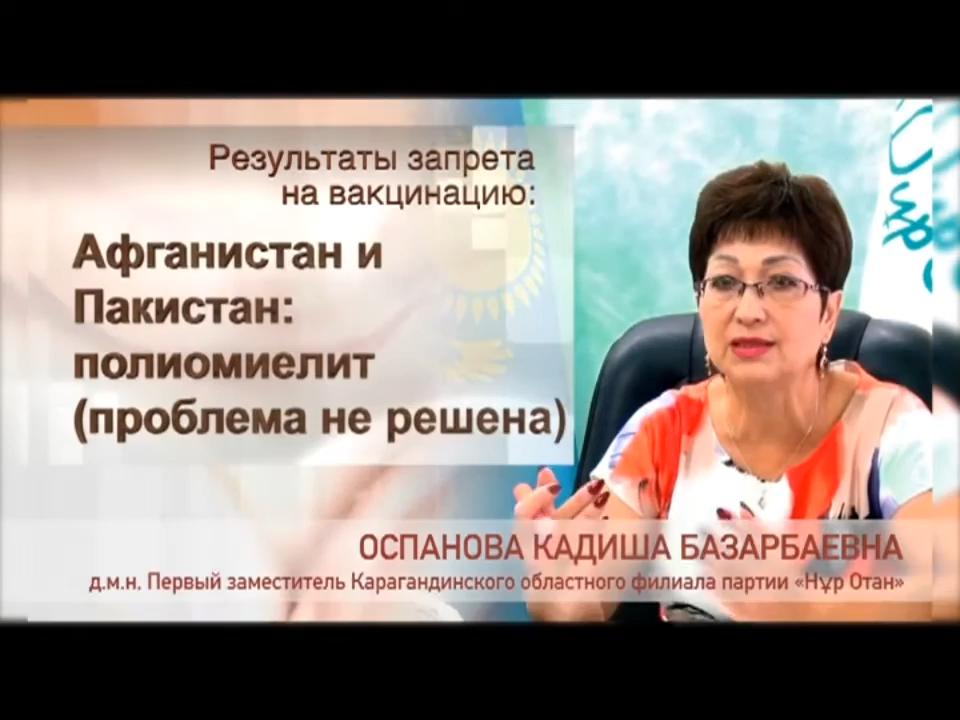 Результаты запрета
на вакцинацию:
Афганистан и
Пакистан:
полиомиелит
(проблема не решена)
ОСПАНОВА КАДИША БАЗАРБАЕВНА
д.м.н. Первый заместитель Карагандинского областного филиала партии «Нұр Отан»